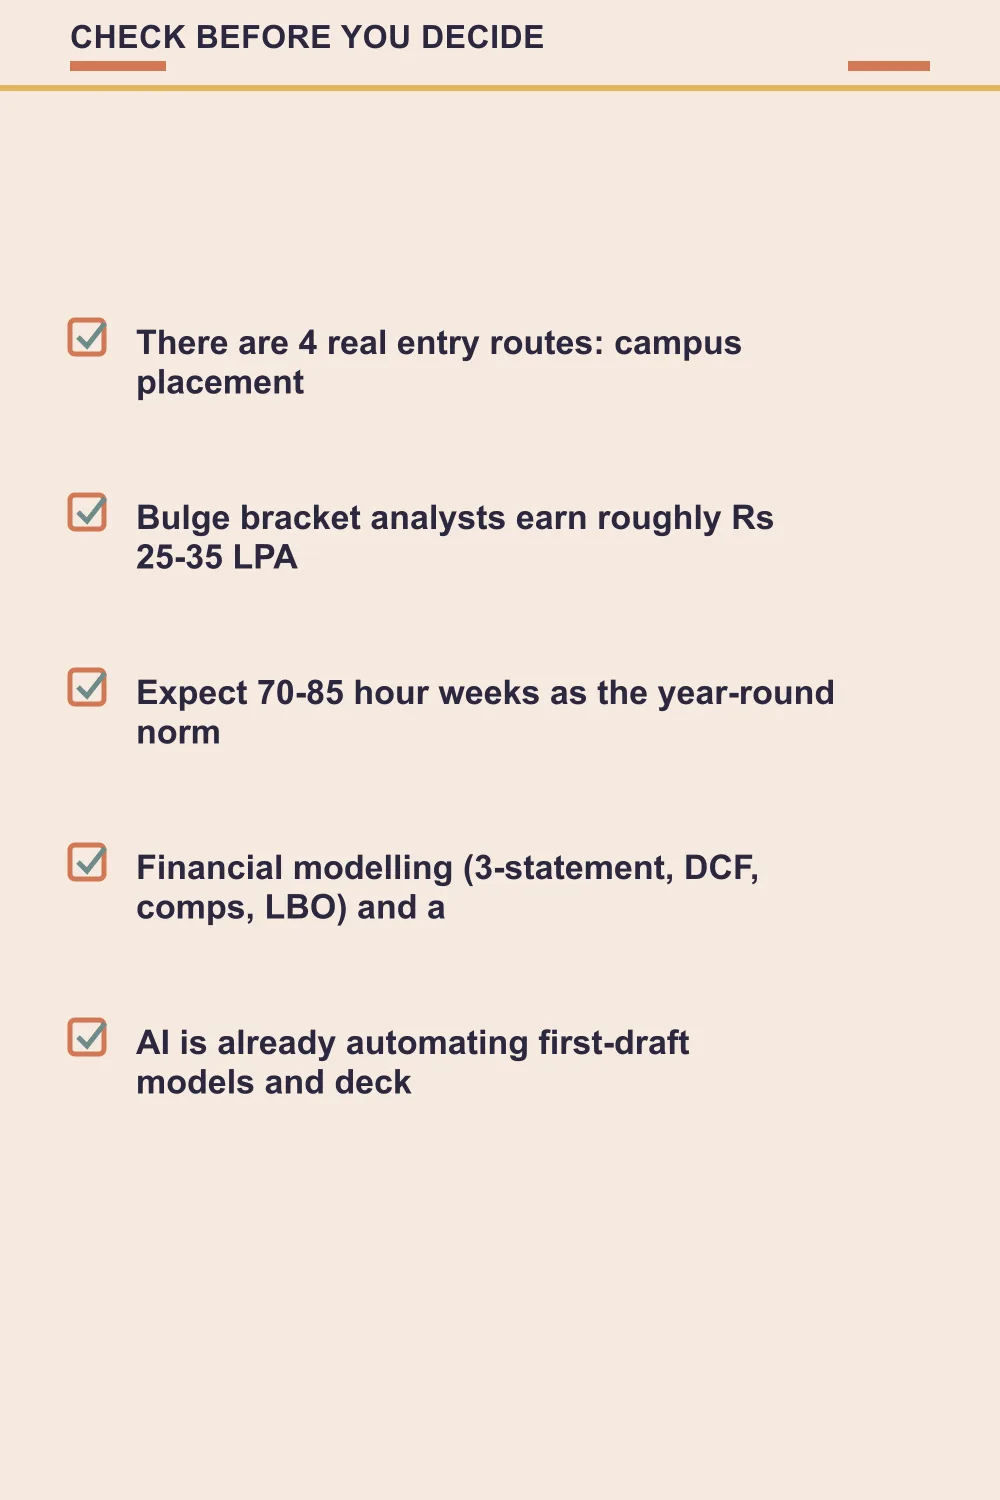 CHECK BEFORE YOU DECIDE
There are 4 real entry routes: campus
placement
Bulge bracket analysts earn roughly Rs
25-35 LPA
Expect 70-85 hour weeks as the year-round
norm
Financial modelling (3-statement, DCF,
comps, LBO) and a
AI is already automating first-draft
models and deck